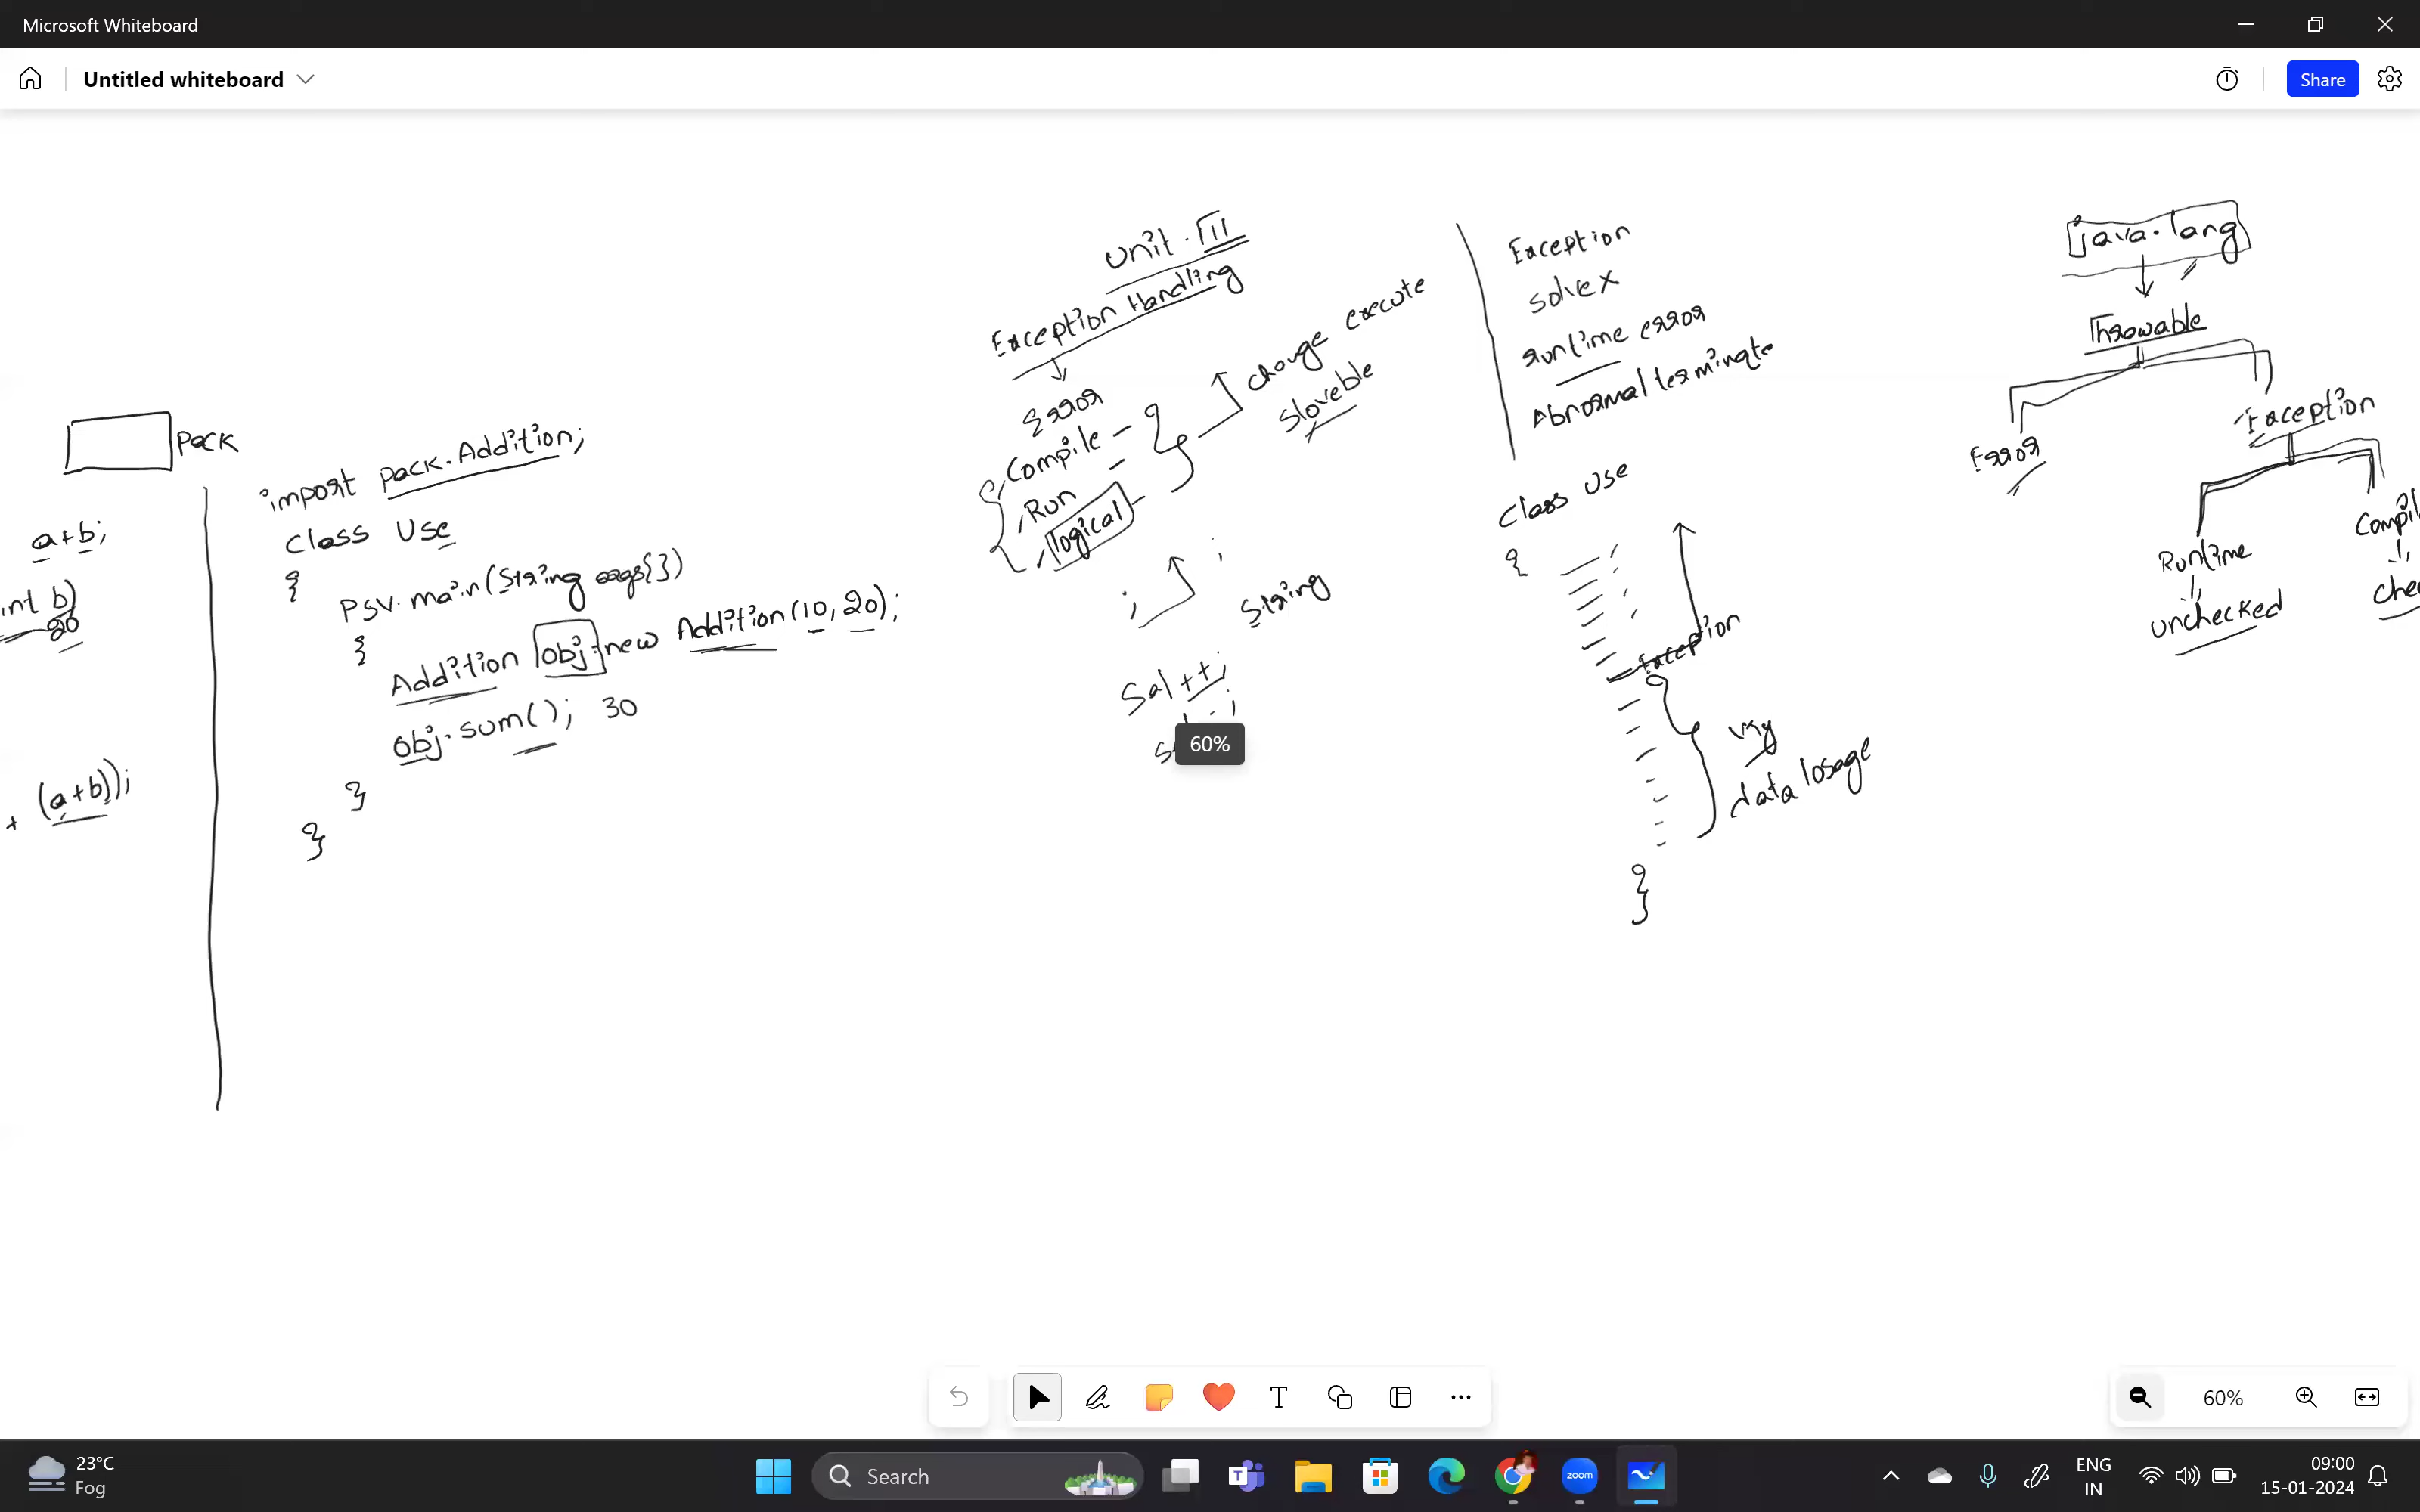 Microsoft Whiteboard
Untitled whiteboard
Share
Pack
a+b;
int b)
20
+ (a+b));
import pack.Addition;
class Use
{
PSV. main(String args[])
{
Addition obj=new Addition(10, 20);
obj.sum(); 30
}
}
Unit-III
Exception Handling
Error
Compile
Run
logical
change execute
Sloveble
;
;
String
Sal++;
60%
Exception
Solve X
runtime error
Abnormal terminate
Class Use
{
Exception
data losage
}
java.lang
Throwable
Error
Exception
Runtime
unchecked
Compil
che
T
60%
23°C
Fog
Search
zoom
ENG
IN
09:00
15-01-2024